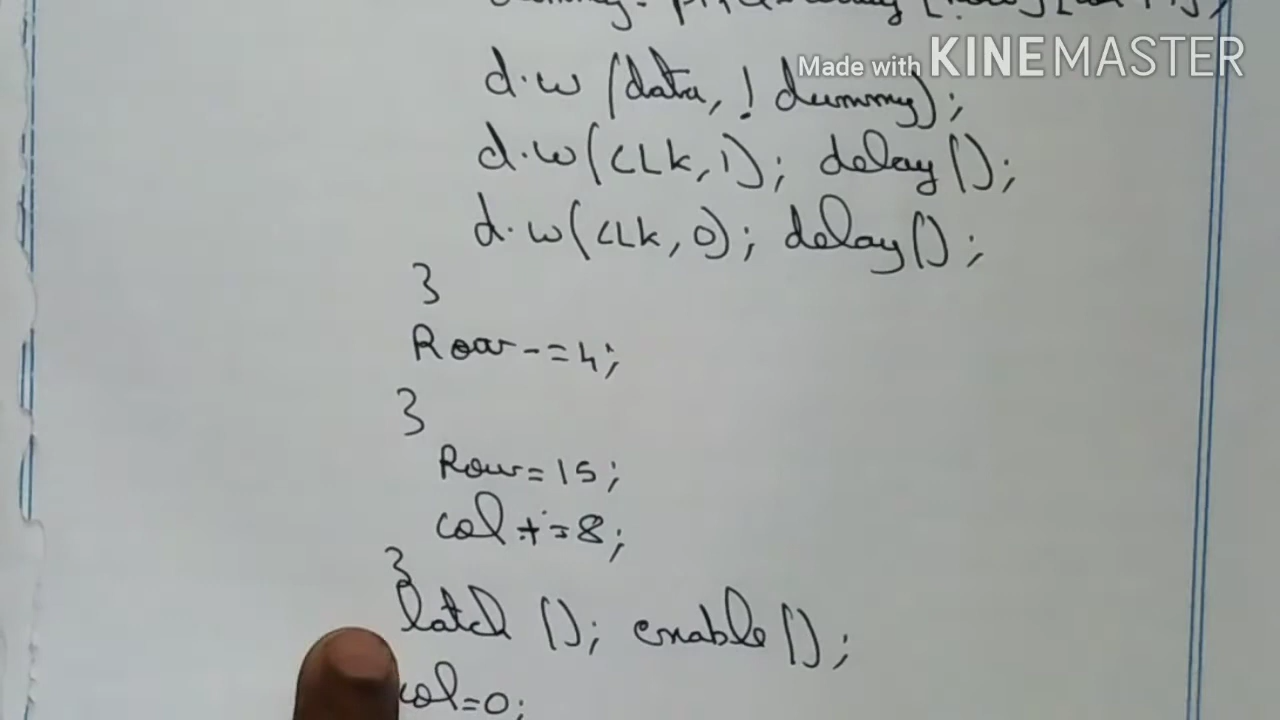 Made with KINEMASTER
d.w(data, !dummy);
d.w(CLK,1); delay();
d.w(CLK,0); delay();
}
Row-=4;
}
Row=15;
col+=8;
}
latch(); enable();
col=0;